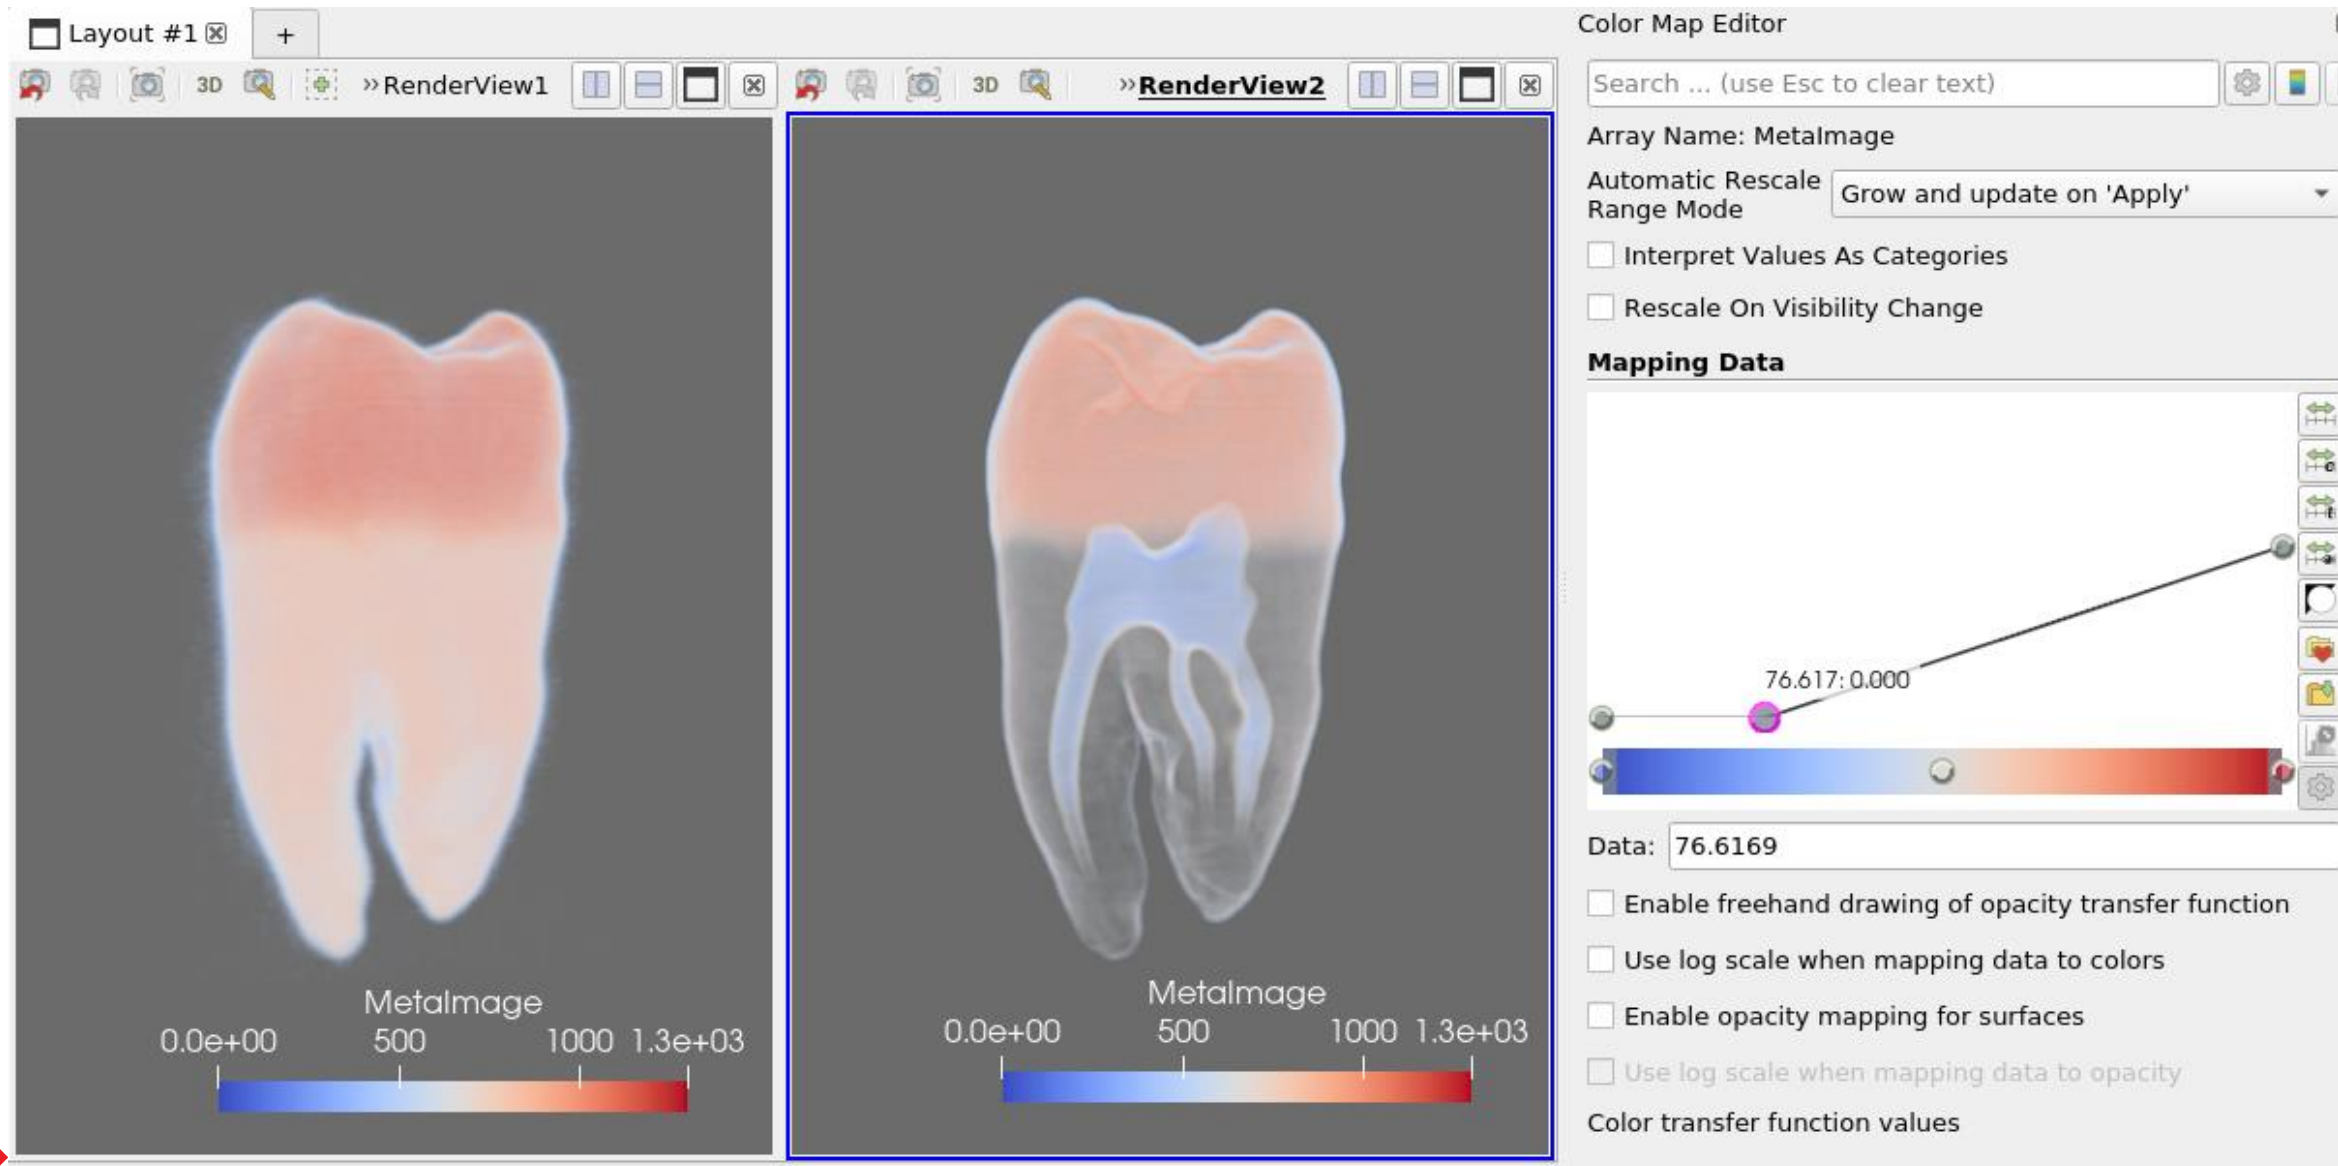 Layout #1
+
3D
»RenderView1
3D
»RenderView2
MetaImage
0.0e+00 500 1000 1.3e+03
MetaImage
0.0e+00 500 1000 1.3e+03
Color Map Editor
Search ... (use Esc to clear text)
Array Name: MetaImage
Automatic Rescale
Range Mode
Grow and update on 'Apply'
Interpret Values As Categories
Rescale On Visibility Change
Mapping Data
76.617: 0.000
Data: 76.6169
Enable freehand drawing of opacity transfer function
Use log scale when mapping data to colors
Enable opacity mapping for surfaces
Use log scale when mapping data to opacity
Color transfer function values